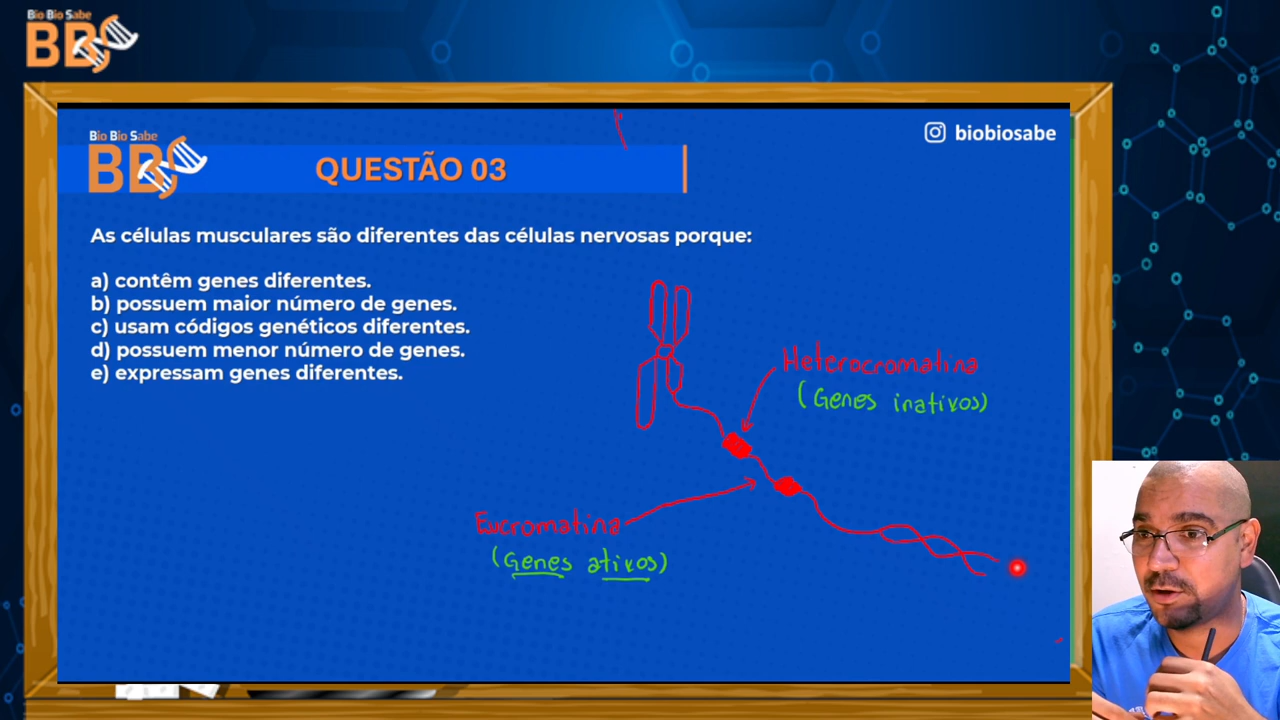 Bio Bio Sabe
BBS
Bio Bio Sabe
BBS
biobiosabe
QUESTÃO 03
As células musculares são diferentes das células nervosas porque:
a) contêm genes diferentes.
b) possuem maior número de genes.
c) usam códigos genéticos diferentes.
d) possuem menor número de genes.
e) expressam genes diferentes.
Heterocromatina
(Genes inativos)
Eucromatina
(Genes ativos)